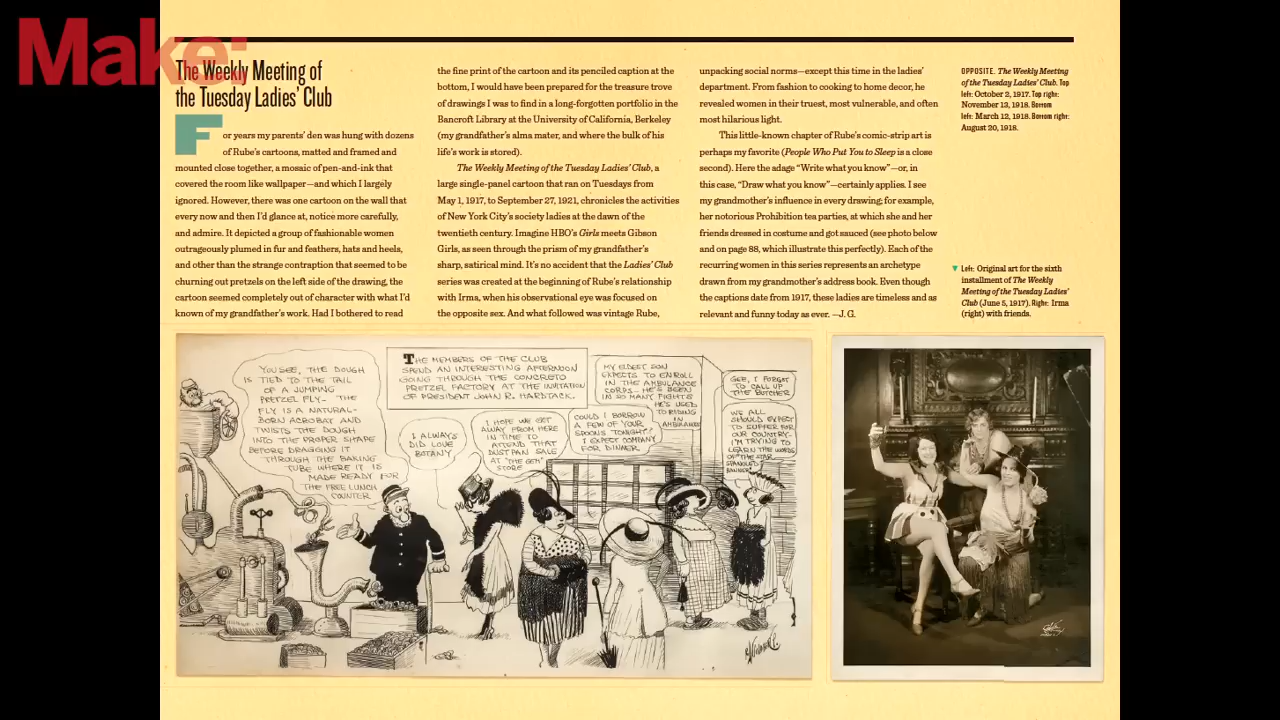 Make:
The Weekly Meeting of
the Tuesday Ladies' Club
For years my parents' den was hung with dozens
of Rube's cartoons, matted and framed and
mounted close together, a mosaic of pen-and-ink that
covered the room like wallpaper—and which I largely
ignored. However, there was one cartoon on the wall that
every now and then I'd glance at, notice more carefully,
and admire. It depicted a group of fashionable women
outrageously plumed in fur and feathers, hats and heels,
and other than the strange contraption that seemed to be
churning out pretzels on the left side of the drawing, the
cartoon seemed completely out of character with what I'd
known of my grandfather's work. Had I bothered to read
the fine print of the cartoon and its penciled caption at the
bottom, I would have been prepared for the treasure trove
of drawings I was to find in a long-forgotten portfolio in the
Bancroft Library at the University of California, Berkeley
(my grandfather's alma mater, and where the bulk of his
life's work is stored).
The Weekly Meeting of the Tuesday Ladies' Club, a
large single-panel cartoon that ran on Tuesdays from
May 1, 1917, to September 27, 1921, chronicles the activities
of New York City's society ladies at the dawn of the
twentieth century. Imagine HBO's Girls meets Gibson
Girls, as seen through the prism of my grandfather's
sharp, satirical mind. It's no accident that the Ladies' Club
series was created at the beginning of Rube's relationship
with Irma, when his observational eye was focused on
the opposite sex. And what followed was vintage Rube,
unpacking social norms—except this time in the ladies'
department. From fashion to cooking to home decor, he
revealed women in their truest, most vulnerable, and often
most hilarious light.
This little-known chapter of Rube's comic-strip art is
perhaps my favorite (People Who Put You to Sleep is a close
second). Here the adage "Write what you know"—or, in
this case, "Draw what you know"—certainly applies. I see
my grandmother's influence in every drawing; for example,
her notorious Prohibition tea parties, at which she and her
friends dressed in costume and got sauced (see photo below
and on page 88, which illustrate this perfectly). Each of the
recurring women in this series represents an archetype
drawn from my grandmother's address book. Even though
the captions date from 1917, these ladies are timeless and as
relevant and funny today as ever. —J. G.
OPPOSITE. The Weekly Meeting
of the Tuesday Ladies' Club. Top
left: October 2, 1917. Top right:
November 12, 1918. Bottom
left: March 12, 1918. Bottom right:
August 20, 1918.
▼ Left: Original art for the sixth
installment of The Weekly
Meeting of the Tuesday Ladies'
Club (June 5, 1917). Right: Irma
(right) with friends.
YOU SEE, THE DOUGH
IS TIED TO THE TAIL
OF A JUMPING
PRETZEL FLY- THE
FLY IS A NATURAL-
BORN ACROBAT AND
TWISTS THE DOUGH
INTO THE PROPER SHAPE
BEFORE DRAGGING IT
THROUGH THE BAKING
TUBE WHERE IT IS
MADE READY FOR
THE FREE LUNCH
COUNTER
THE MEMBERS OF THE CLUB
SPEND AN INTERESTING AFTERNOON
GOING THROUGH THE CONCRETO
PRETZEL FACTORY AT THE INVITATION
OF PRESIDENT JOHN R. HARDTACK.
I ALWAYS
DID LOVE
BOTANY
I HOPE WE GET
AWAY FROM HERE
IN TIME TO
ATTEND THAT
DUST PAN SALE
AT "THE GEM"
STORE
COULD I BORROW
A FEW OF YOUR
SPOONS TONIGHT?
I EXPECT COMPANY
FOR DINNER
MY ELDEST SON
EXPECTS TO ENROLL
IN THE AMBULANCE
CORPS- HE'S BEEN
IN SO MANY FIGHTS
HE'S USED
TO RIDING
IN
AMBULANCES
GEE, I FORGOT
TO CALL UP
THE BUTCHER
WE ALL
SHOULD EXPECT
TO SUFFER FOR
OUR COUNTRY-
I'M TRYING TO
LEARN THE WORDS
OF "THE STAR
SPANGLED
BANNER"